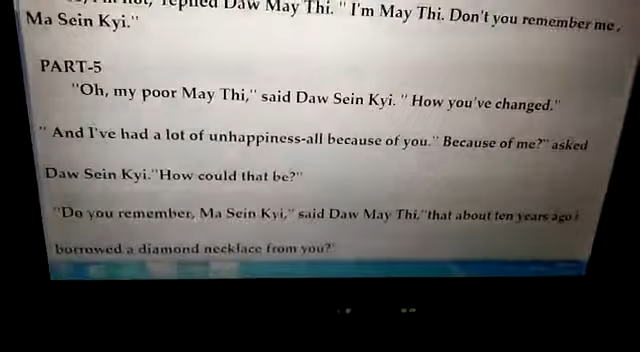 not," replied Daw May Thi. " I'm May Thi. Don't you remember me,
Ma Sein Kyi."
PART-5
"Oh, my poor May Thi," said Daw Sein Kyi. " How you've changed."
" And I've had a lot of unhappiness-all because of you." Because of me?" asked
Daw Sein Kyi."How could that be?"
"Do you remember, Ma Sein Kyi," said Daw May Thi,"that about ten years ago i
borrowed a diamond necklace from you?'